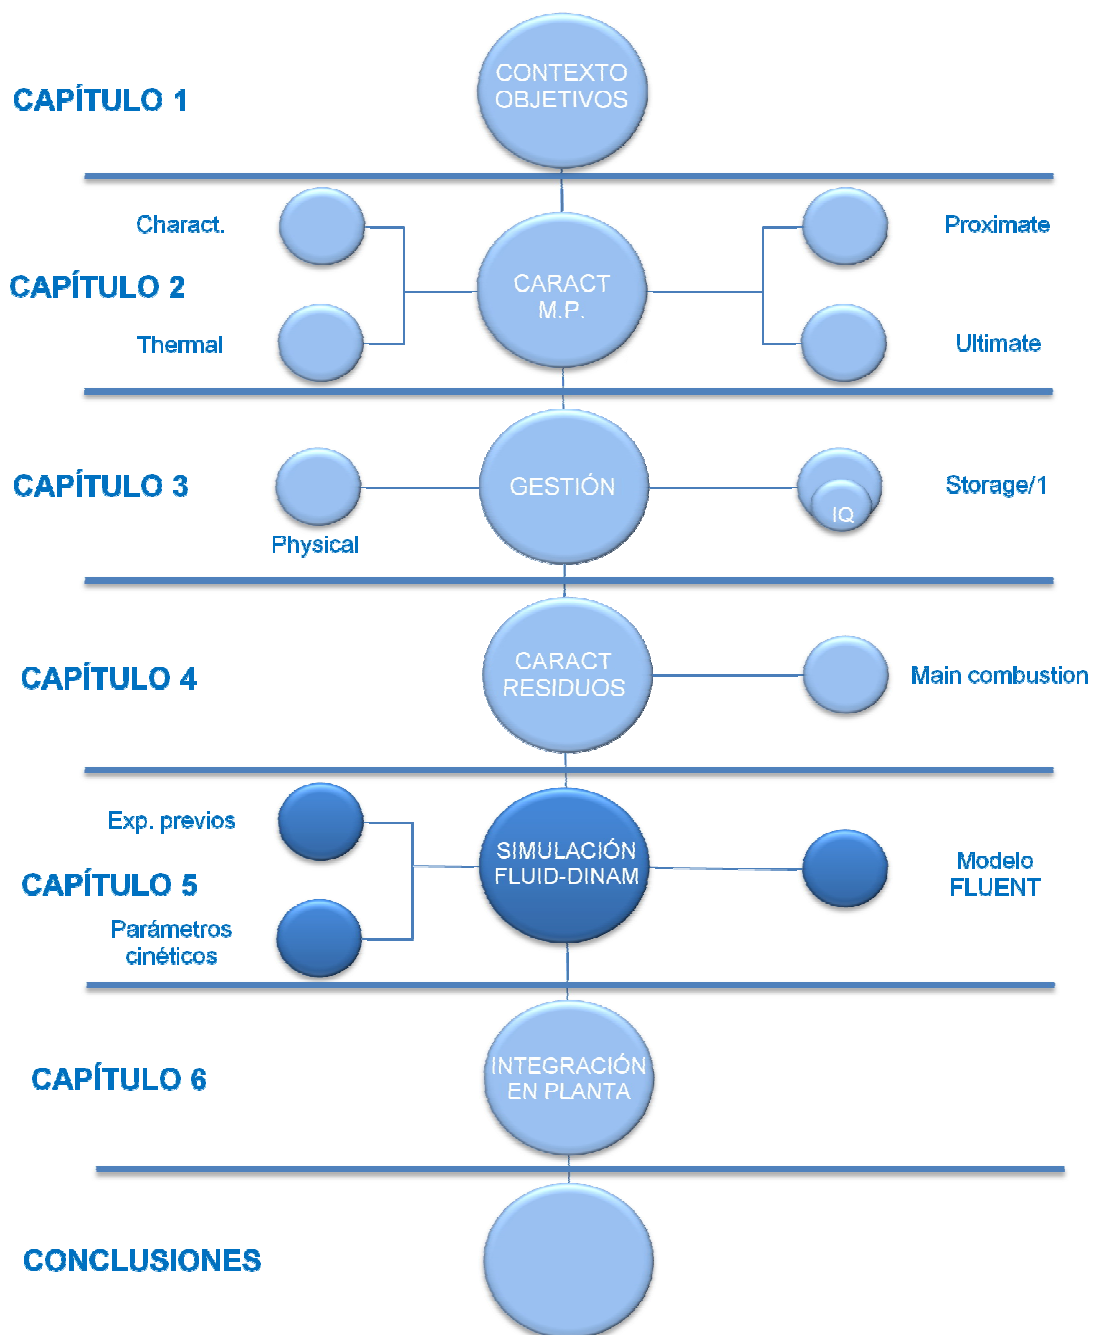 CONTEXTO
OBJETIVOS
CAPÍTULO 1
Charact.
Proximate
CAPÍTULO 2
CARACT
M.P.
Thermal
Ultimate
CAPÍTULO 3
GESTIÓN
Storage/1
IQ
Physical
CARACT
RESIDUOS
CAPÍTULO 4
Main combustion
Exp. previos
SIMULACIÓN
FLUID-DINAM
Modelo
FLUENT
CAPÍTULO 5
Parámetros
cinéticos
INTEGRACIÓN
EN PLANTA
CAPÍTULO 6
CONCLUSIONES